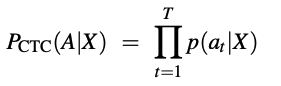 P_CTC(A|X) = ∏_{t=1}^{T} p(a_t|X)